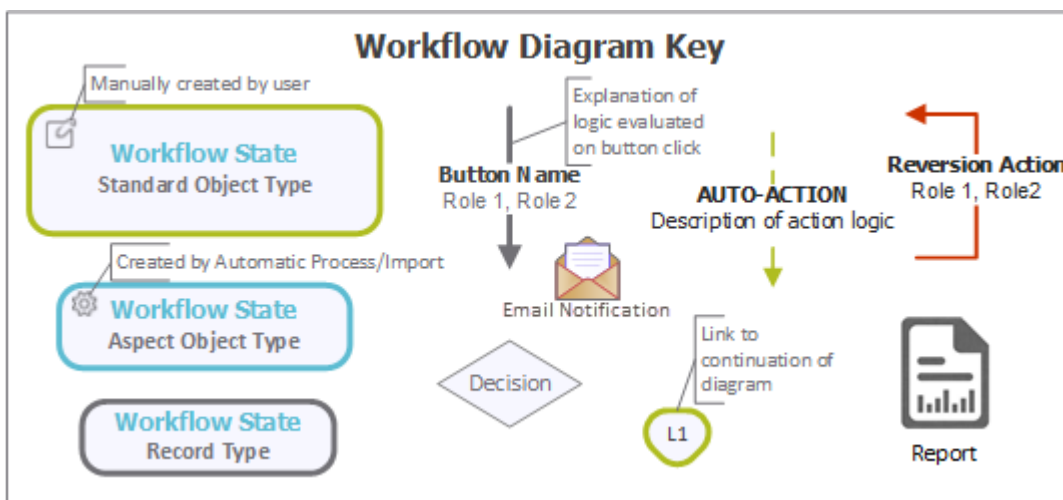 Workflow Diagram Key
Manually created by user
Workflow State
Standard Object Type
Created by Automatic Process/Import
Workflow State
Aspect Object Type
Workflow State
Record Type
Explanation of
logic evaluated
on button click
Button Name
Role 1, Role 2
Email Notification
Decision
AUTO-ACTION
Description of action logic
Link to
continuation of
diagram
L1
Reversion Action
Role 1, Role2
Report